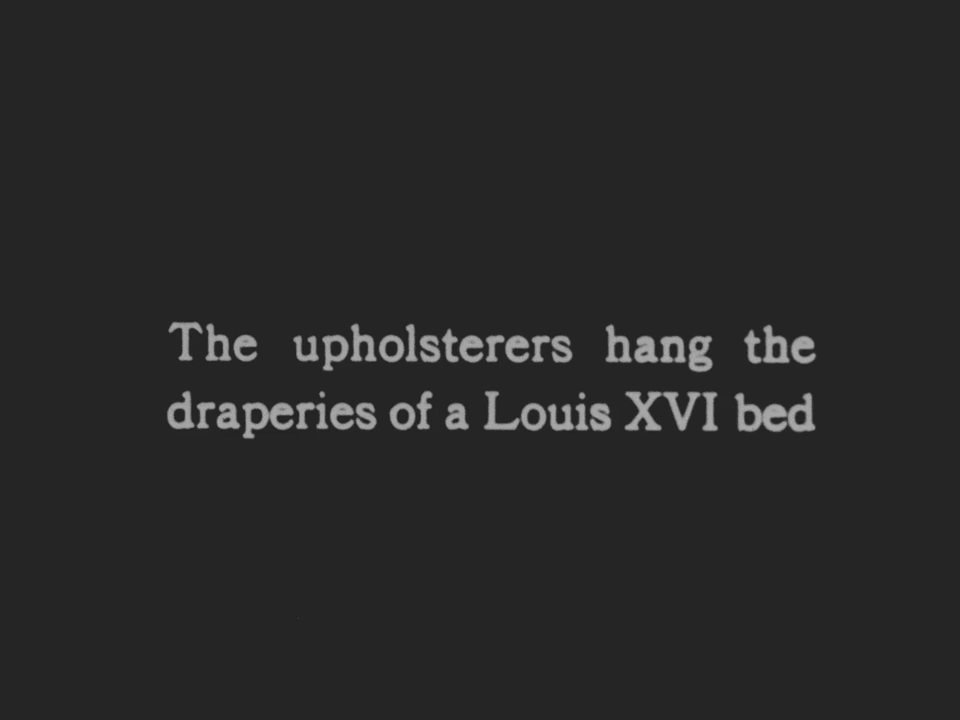 The upholsterers hang the
draperies of a Louis XVI bed